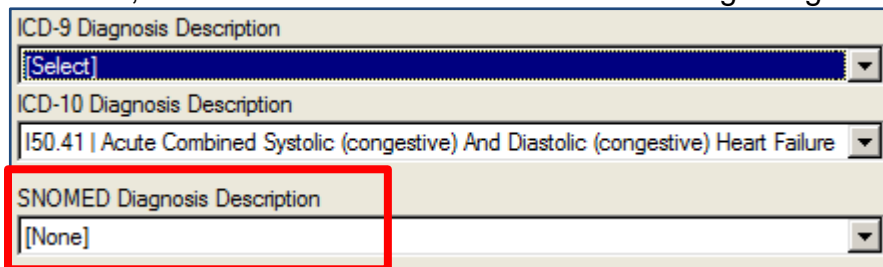 ICD-9 Diagnosis Description
[Select]
ICD-10 Diagnosis Description
I50.41 | Acute Combined Systolic (congestive) And Diastolic (congestive) Heart Failure
SNOMED Diagnosis Description
[None]